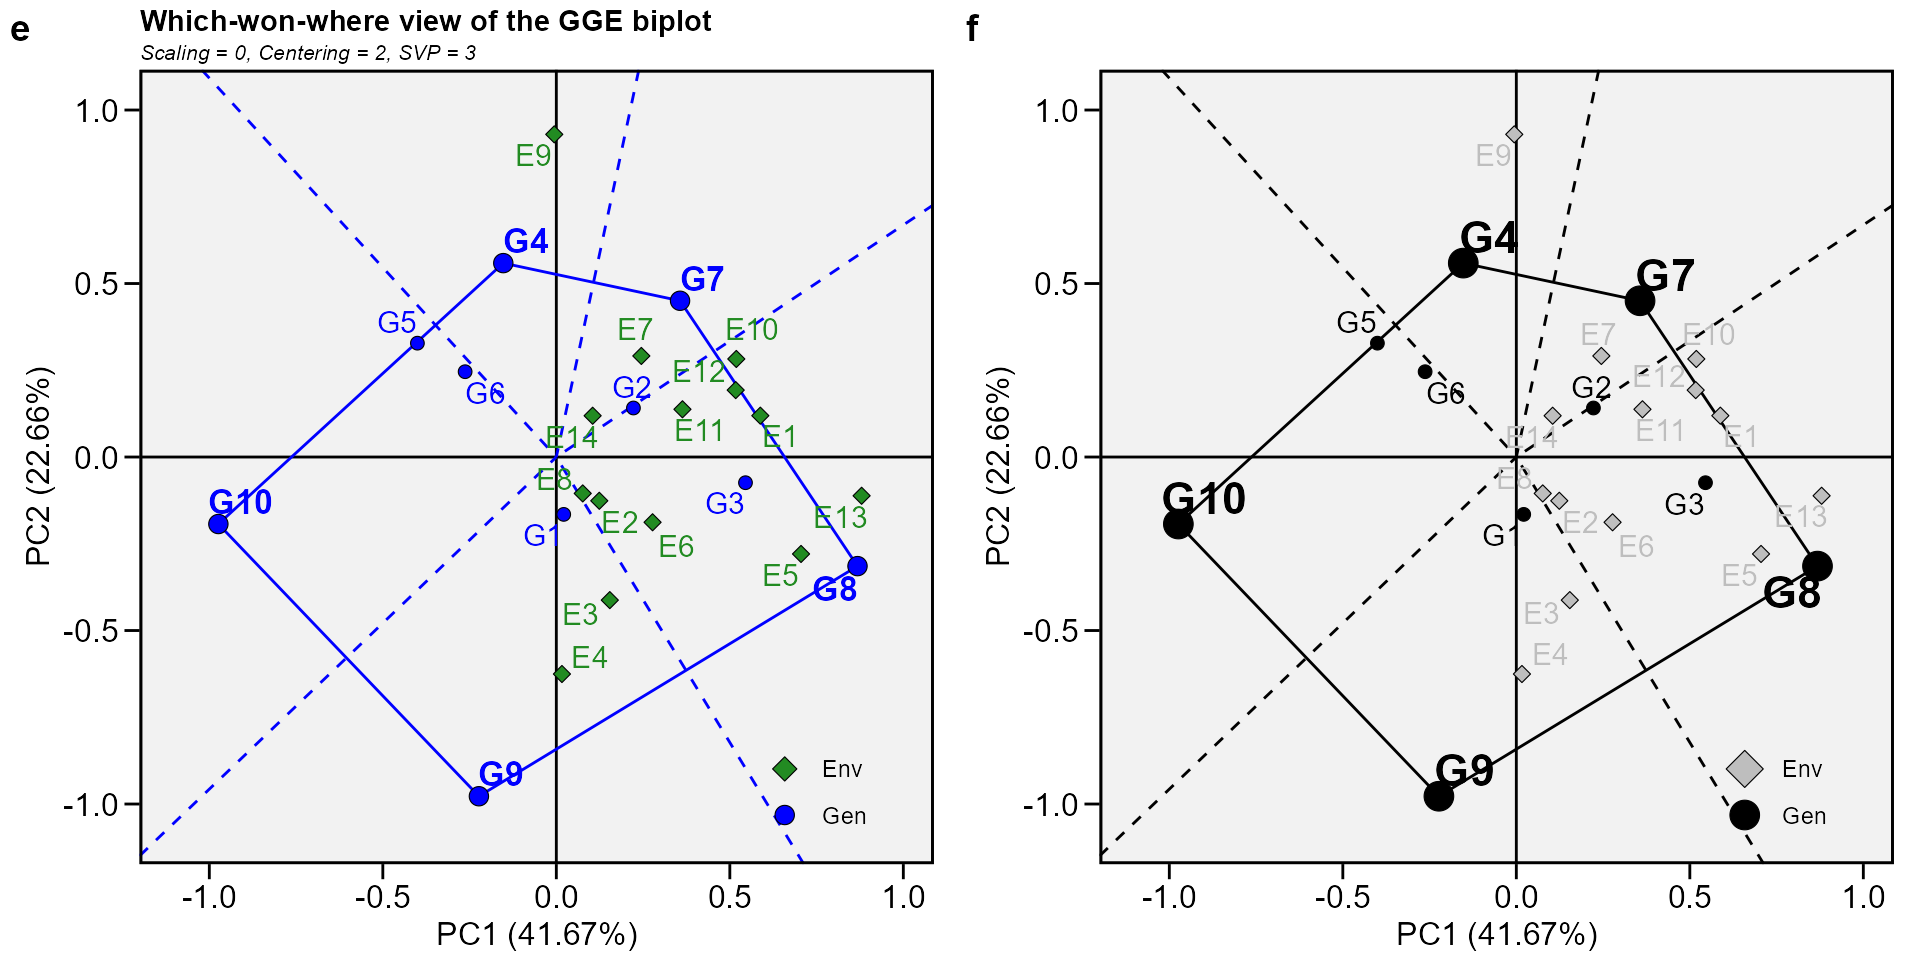 e
Which-won-where view of the GGE biplot
Scaling = 0, Centering = 2, SVP = 3
1.0
0.5
0.0
-0.5
-1.0
PC2 (22.66%)
E9
G4
G7
G5
E7
E10
G6
G2
E12
E14
E11
E1
E8
G10
G3
E13
G
E2
E6
E5
G8
E3
E4
G9
Env
Gen
-1.0
-0.5
0.0
0.5
1.0
PC1 (41.67%)
f
1.0
0.5
0.0
-0.5
-1.0
PC2 (22.66%)
E9
G4
G7
G5
E7
E10
G6
G2
E12
E14
E11
E1
E8
G10
G3
E13
G
E2
E6
E5
G8
E3
E4
G9
Env
Gen
-1.0
-0.5
0.0
0.5
1.0
PC1 (41.67%)